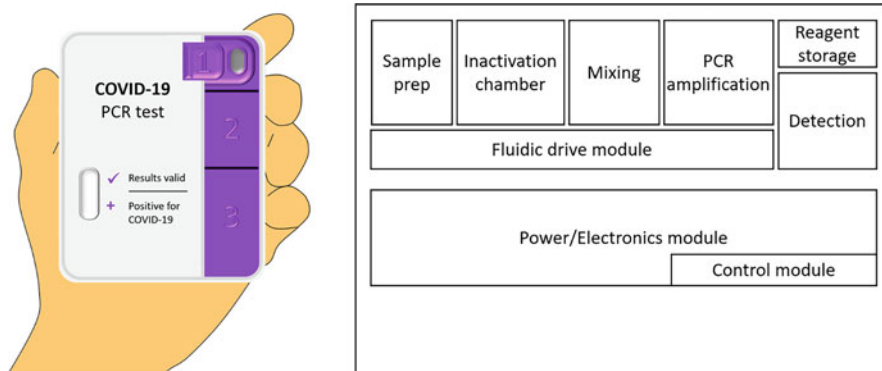 1
COVID-19
PCR test
2
✓ Results valid
+ Positive for
COVID-19
3
Sample
prep
Inactivation
chamber
Mixing
PCR
amplification
Reagent
storage
Detection
Fluidic drive module
Power/Electronics module
Control module